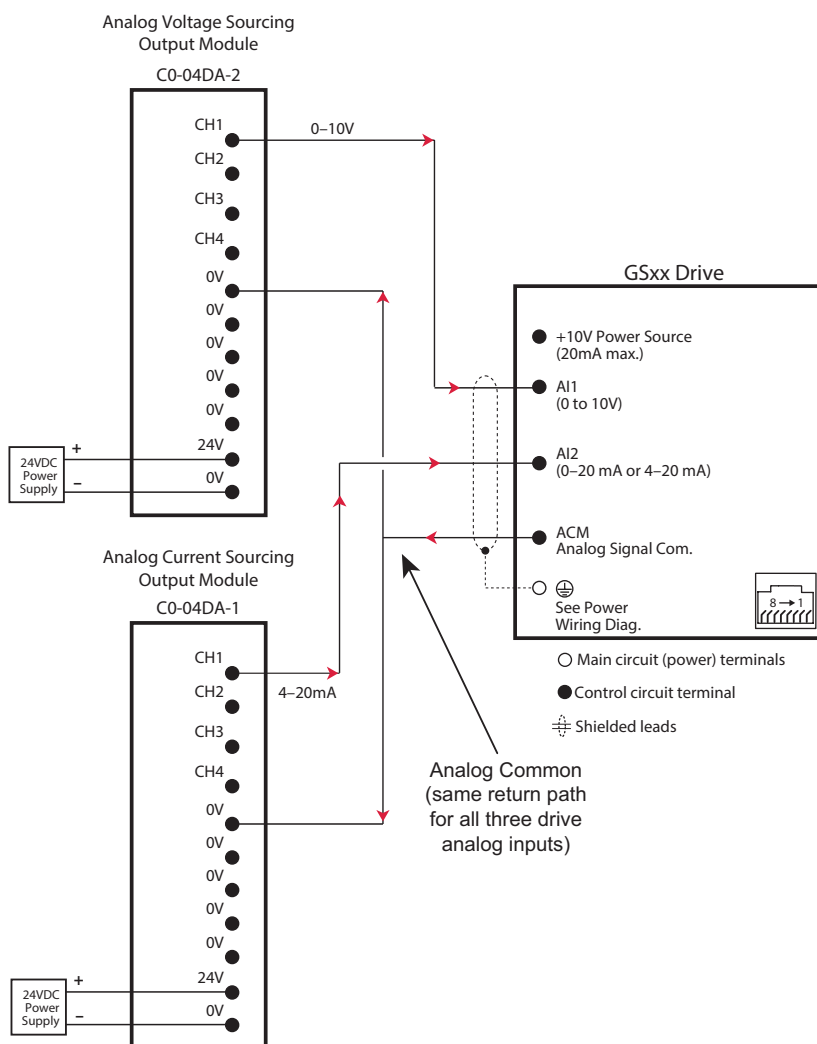 Analog Voltage Sourcing
Output Module
C0-04DA-2
CH1
0–10V
CH2
CH3
CH4
0V
0V
0V
0V
0V
24V
0V
+
–
24VDC
Power
Supply
GSxx Drive
+10V Power Source
(20mA max.)
AI1
(0 to 10V)
AI2
(0–20 mA or 4–20 mA)
ACM
Analog Signal Com.
See Power
Wiring Diag.
8→1
Main circuit (power) terminals
Control circuit terminal
Shielded leads
Analog Current Sourcing
Output Module
C0-04DA-1
CH1
4–20mA
CH2
CH3
CH4
0V
0V
0V
0V
0V
24V
0V
+
–
24VDC
Power
Supply
Analog Common
(same return path
for all three drive
analog inputs)